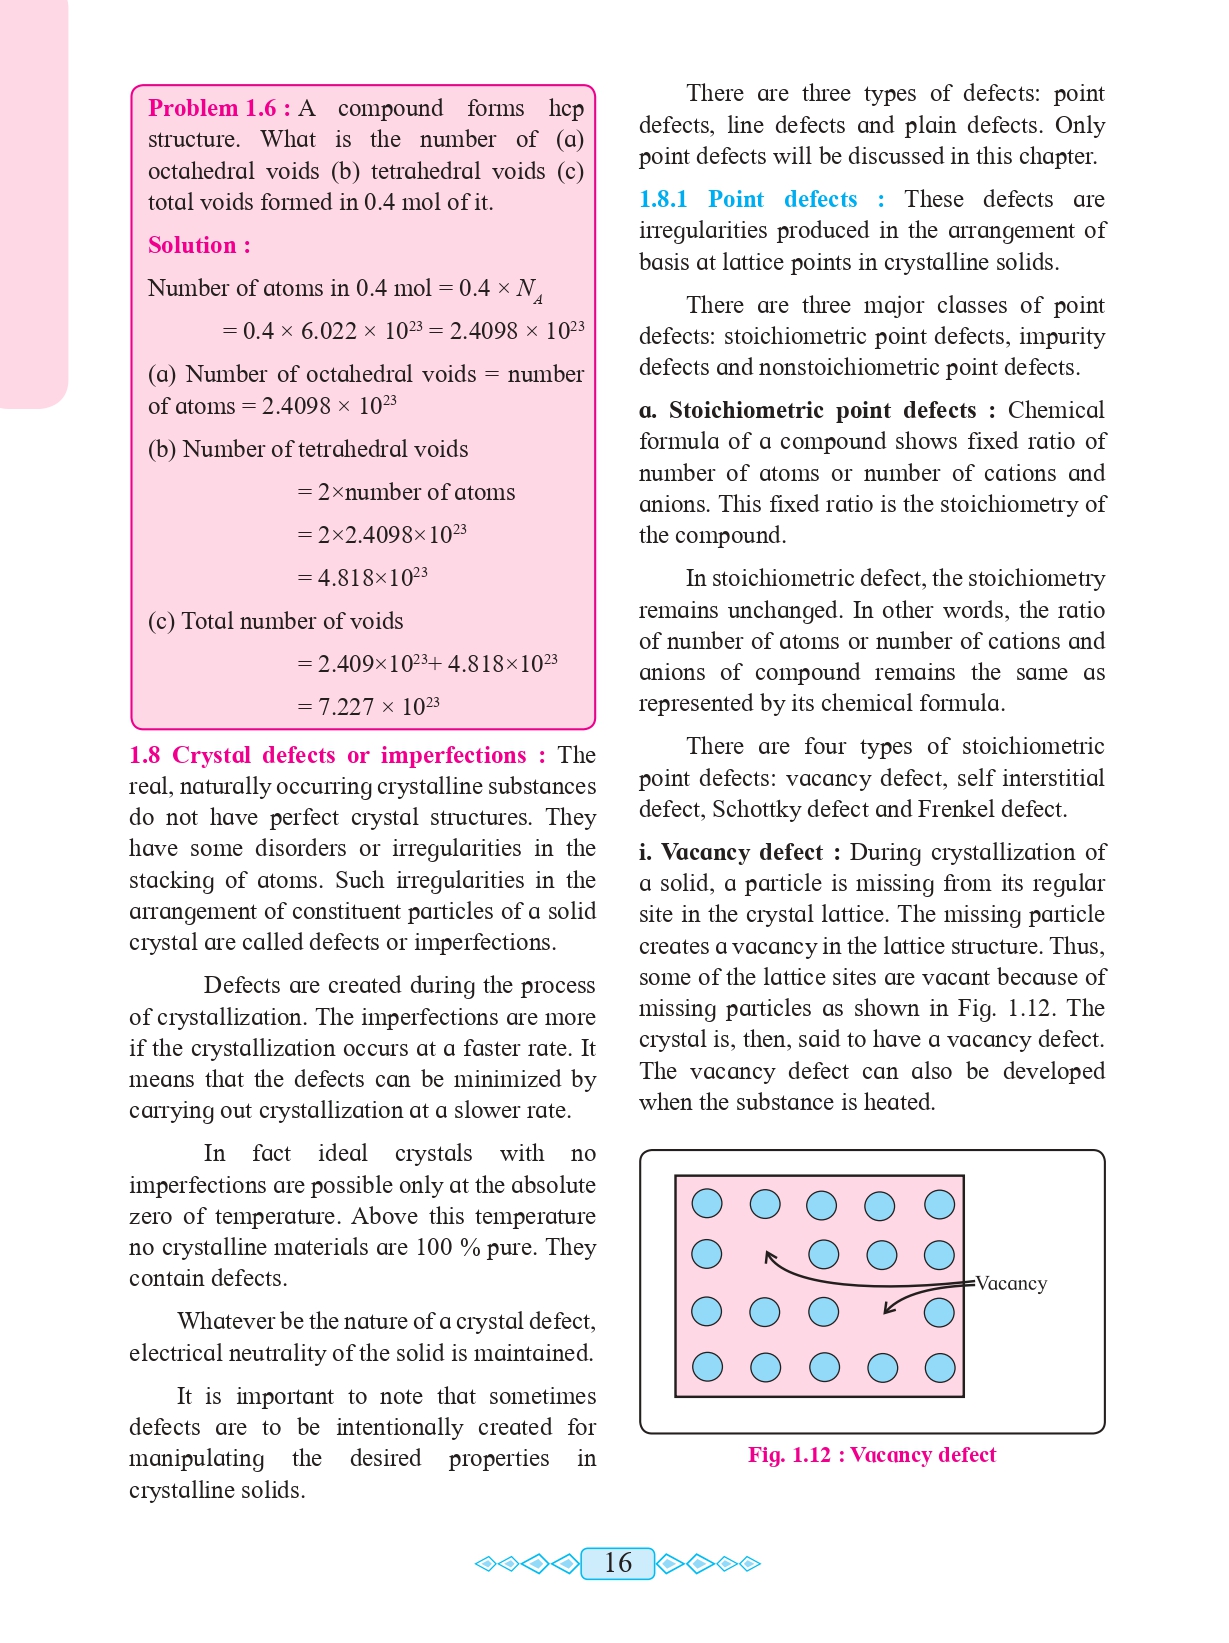 Problem 1.6 : A compound forms hcp
structure. What is the number of (a)
octahedral voids (b) tetrahedral voids (c)
total voids formed in 0.4 mol of it.
Solution :
Number of atoms in 0.4 mol = 0.4 × N_A
= 0.4 × 6.022 × 10²³ = 2.4098 × 10²³
(a) Number of octahedral voids = number
of atoms = 2.4098 × 10²³
(b) Number of tetrahedral voids
= 2×number of atoms
= 2×2.4098×10²³
= 4.818×10²³
(c) Total number of voids
= 2.409×10²³+ 4.818×10²³
= 7.227 × 10²³
1.8 Crystal defects or imperfections : The
real, naturally occurring crystalline substances
do not have perfect crystal structures. They
have some disorders or irregularities in the
stacking of atoms. Such irregularities in the
arrangement of constituent particles of a solid
crystal are called defects or imperfections.
Defects are created during the process
of crystallization. The imperfections are more
if the crystallization occurs at a faster rate. It
means that the defects can be minimized by
carrying out crystallization at a slower rate.
In fact ideal crystals with no
imperfections are possible only at the absolute
zero of temperature. Above this temperature
no crystalline materials are 100 % pure. They
contain defects.
Whatever be the nature of a crystal defect,
electrical neutrality of the solid is maintained.
It is important to note that sometimes
defects are to be intentionally created for
manipulating the desired properties in
crystalline solids.
There are three types of defects: point
defects, line defects and plain defects. Only
point defects will be discussed in this chapter.
1.8.1 Point defects : These defects are
irregularities produced in the arrangement of
basis at lattice points in crystalline solids.
There are three major classes of point
defects: stoichiometric point defects, impurity
defects and nonstoichiometric point defects.
a. Stoichiometric point defects : Chemical
formula of a compound shows fixed ratio of
number of atoms or number of cations and
anions. This fixed ratio is the stoichiometry of
the compound.
In stoichiometric defect, the stoichiometry
remains unchanged. In other words, the ratio
of number of atoms or number of cations and
anions of compound remains the same as
represented by its chemical formula.
There are four types of stoichiometric
point defects: vacancy defect, self interstitial
defect, Schottky defect and Frenkel defect.
i. Vacancy defect : During crystallization of
a solid, a particle is missing from its regular
site in the crystal lattice. The missing particle
creates a vacancy in the lattice structure. Thus,
some of the lattice sites are vacant because of
missing particles as shown in Fig. 1.12. The
crystal is, then, said to have a vacancy defect.
The vacancy defect can also be developed
when the substance is heated.
Vacancy
Fig. 1.12 : Vacancy defect
16